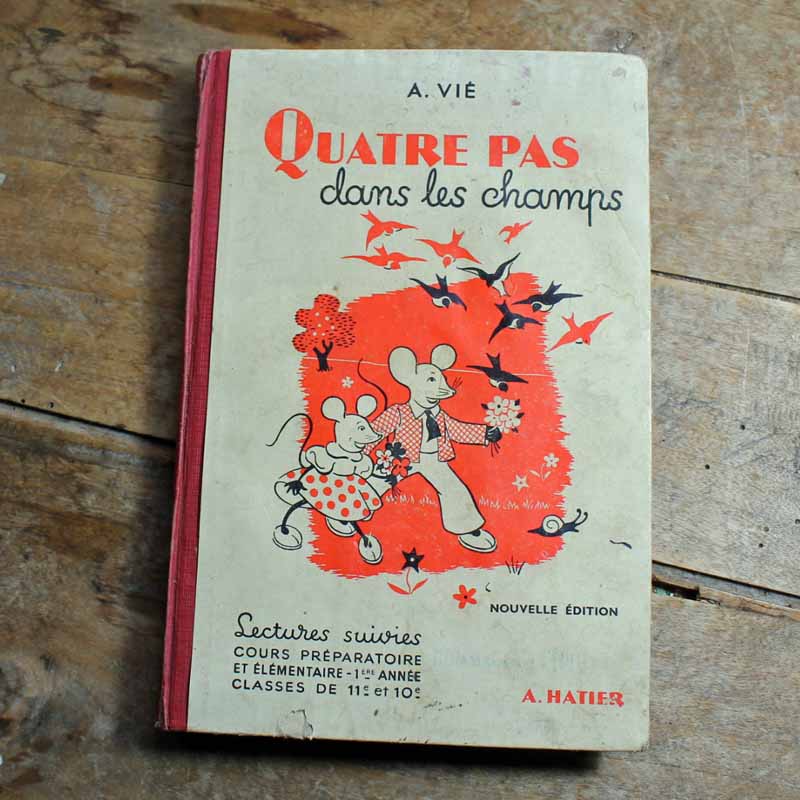 A. VIÉ
QUATRE PAS
dans les champs
NOUVELLE ÉDITION
Lectures suivies
COURS PRÉPARATOIRE
ET ÉLÉMENTAIRE - 1ÈRE ANNÉE
CLASSES DE 11e et 10e
A. HATIER